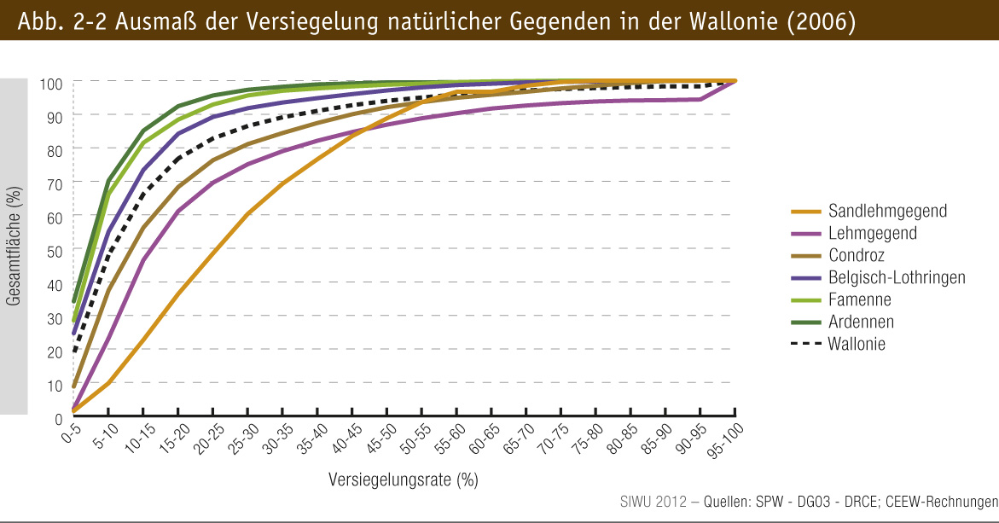 Abb. 2-2 Ausmaß der Versiegelung natürlicher Gegenden in der Wallonie (2006)
Gesamtfläche (%)
100
90
80
70
60
50
40
30
20
10
0
0-5
5-10
10-15
15-20
20-25
25-30
30-35
35-40
40-45
45-50
50-55
55-60
60-65
65-70
70-75
75-80
80-85
85-90
90-95
95-100
Versiegelungsrate (%)
Sandlehmgegend
Lehmgegend
Condroz
Belgisch-Lothringen
Famenne
Ardennen
Wallonie
SIWU 2012 – Quellen: SPW - DG03 - DRCE; CEEW-Rechnungen